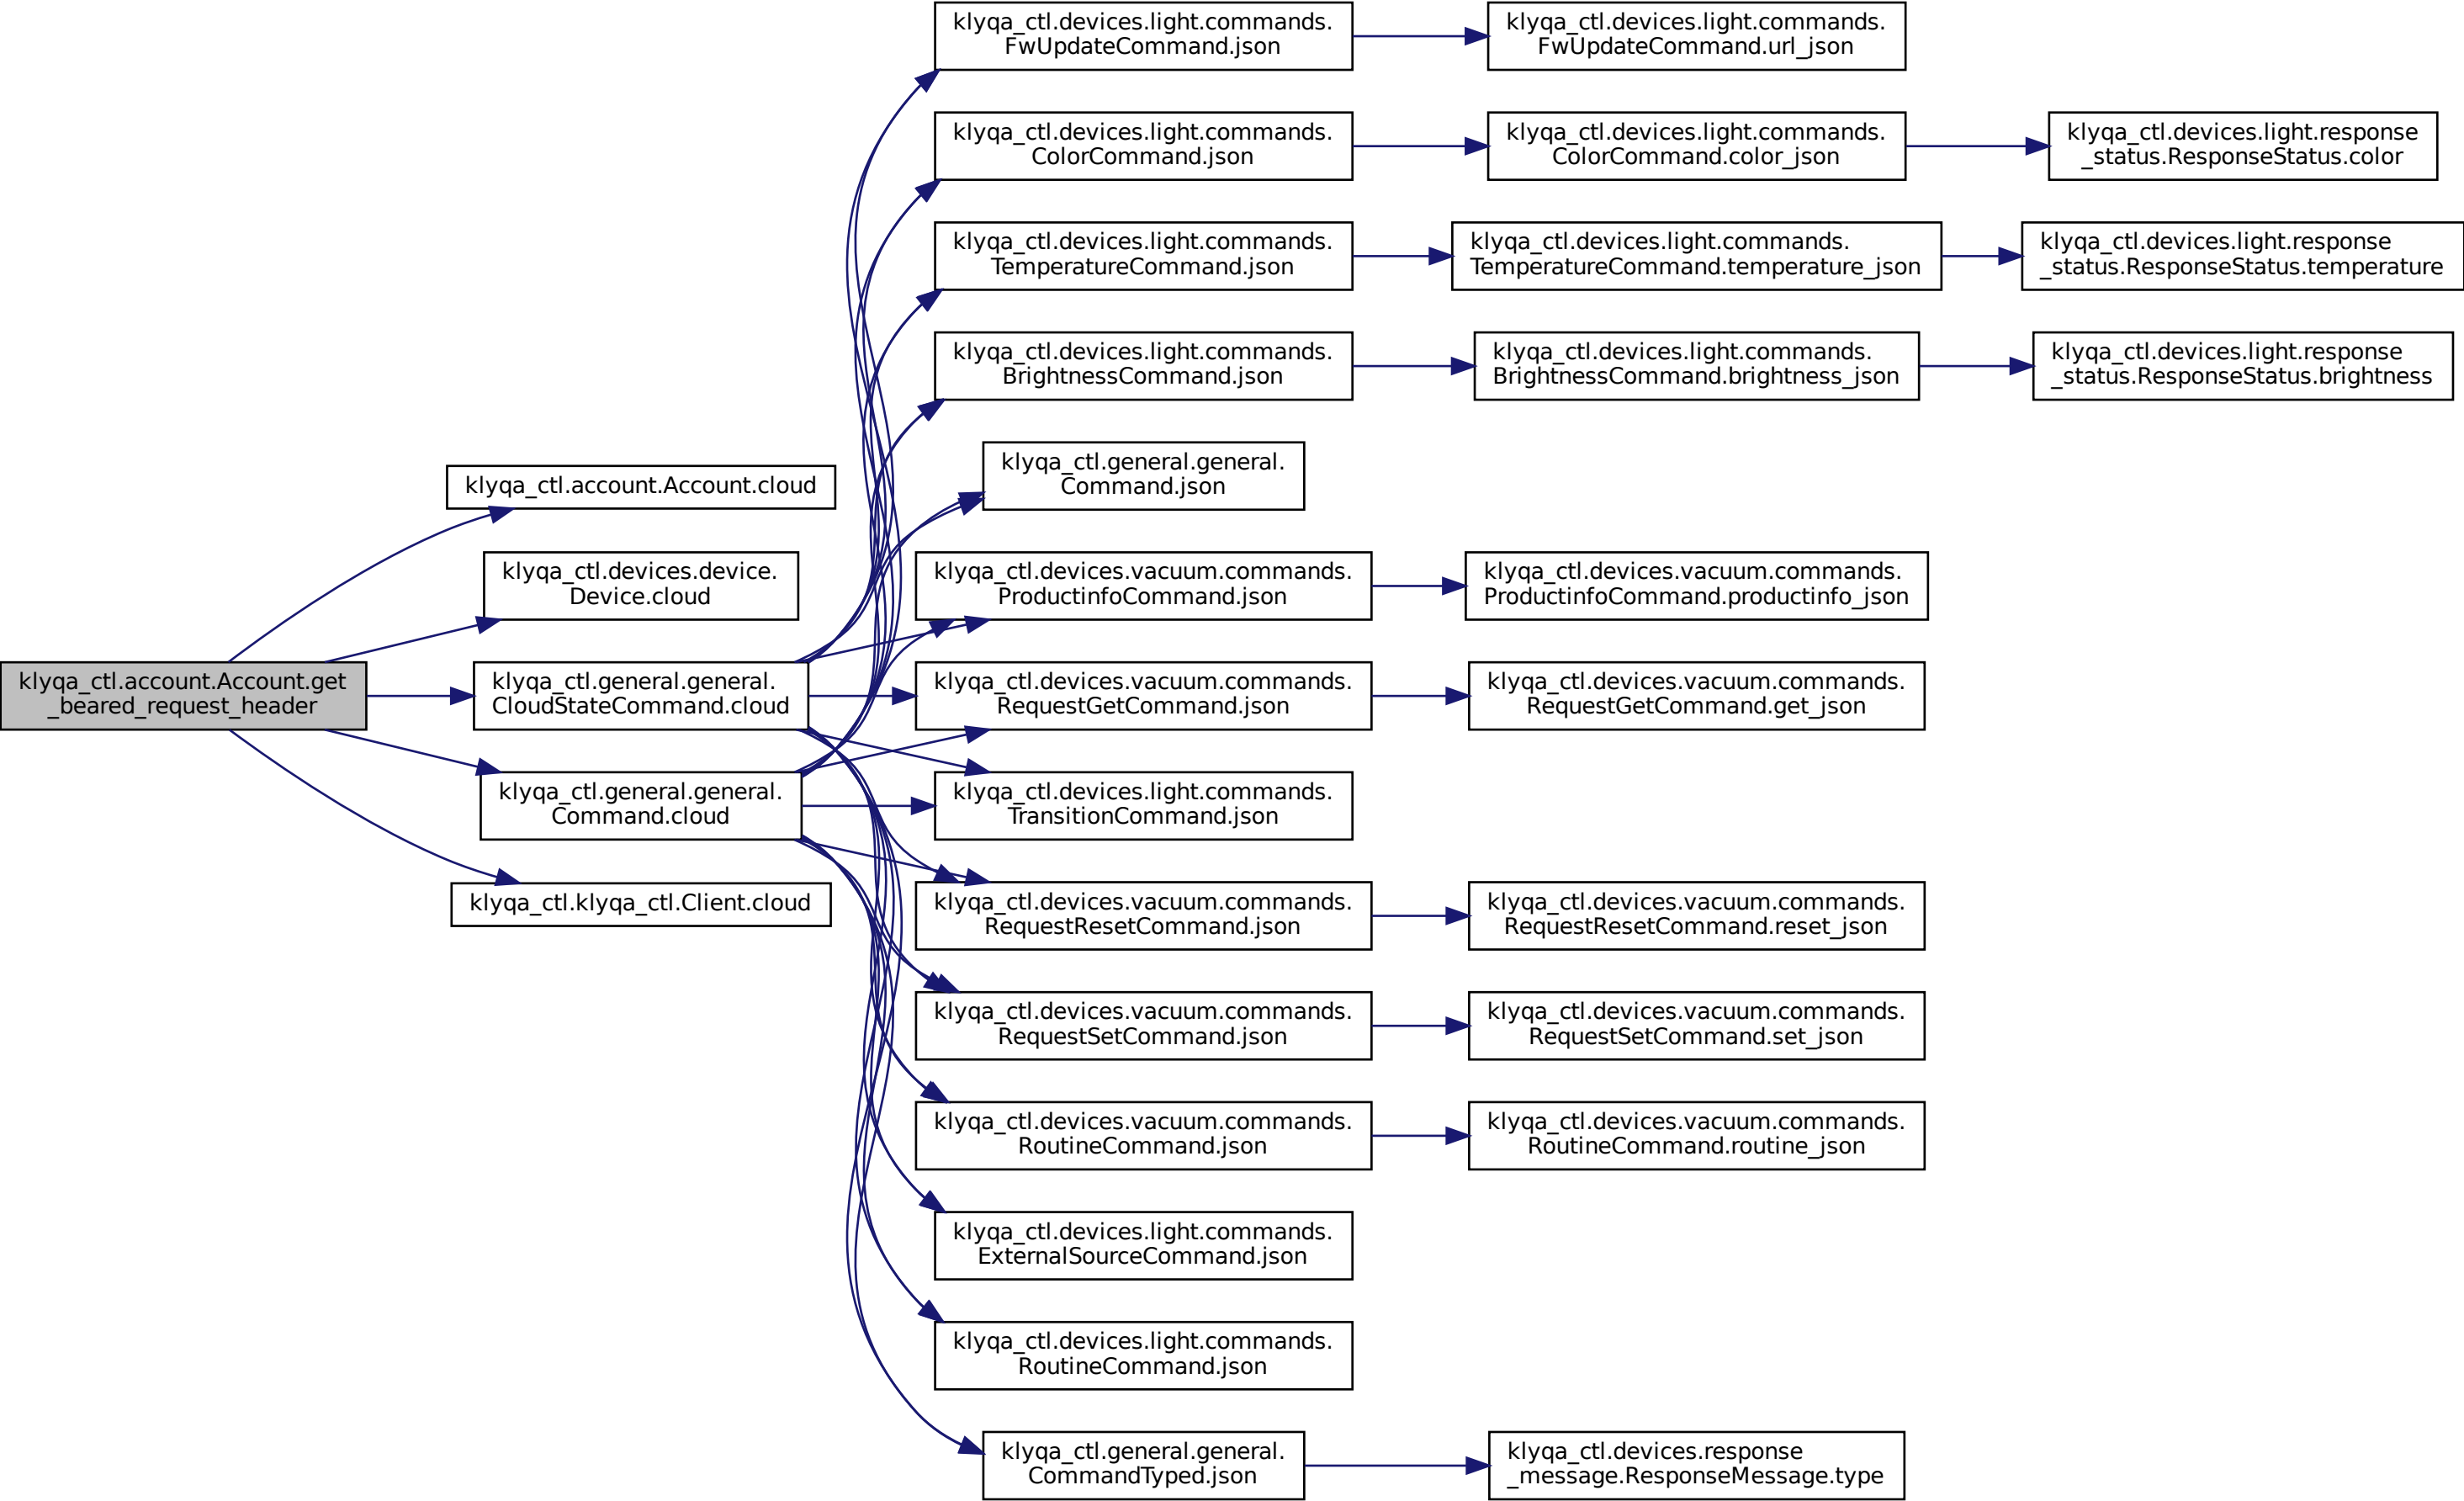 klyqa_ctl.account.Account.get
_beared_request_header
klyqa_ctl.account.Account.cloud
klyqa_ctl.devices.device.
Device.cloud
klyqa_ctl.general.general.
CloudStateCommand.cloud
klyqa_ctl.general.general.
Command.cloud
klyqa_ctl.klyqa_ctl.Client.cloud
klyqa_ctl.devices.light.commands.
FwUpdateCommand.json
klyqa_ctl.devices.light.commands.
ColorCommand.json
klyqa_ctl.devices.light.commands.
TemperatureCommand.json
klyqa_ctl.devices.light.commands.
BrightnessCommand.json
klyqa_ctl.general.general.
Command.json
klyqa_ctl.devices.vacuum.commands.
ProductinfoCommand.json
klyqa_ctl.devices.vacuum.commands.
RequestGetCommand.json
klyqa_ctl.devices.light.commands.
TransitionCommand.json
klyqa_ctl.devices.vacuum.commands.
RequestResetCommand.json
klyqa_ctl.devices.vacuum.commands.
RequestSetCommand.json
klyqa_ctl.devices.vacuum.commands.
RoutineCommand.json
klyqa_ctl.devices.light.commands.
ExternalSourceCommand.json
klyqa_ctl.devices.light.commands.
RoutineCommand.json
klyqa_ctl.general.general.
CommandTyped.json
klyqa_ctl.devices.light.commands.
FwUpdateCommand.url_json
klyqa_ctl.devices.light.commands.
ColorCommand.color_json
klyqa_ctl.devices.light.commands.
TemperatureCommand.temperature_json
klyqa_ctl.devices.light.commands.
BrightnessCommand.brightness_json
klyqa_ctl.devices.vacuum.commands.
ProductinfoCommand.productinfo_json
klyqa_ctl.devices.vacuum.commands.
RequestGetCommand.get_json
klyqa_ctl.devices.vacuum.commands.
RequestResetCommand.reset_json
klyqa_ctl.devices.vacuum.commands.
RequestSetCommand.set_json
klyqa_ctl.devices.vacuum.commands.
RoutineCommand.routine_json
klyqa_ctl.devices.response
_message.ResponseMessage.type
klyqa_ctl.devices.light.response
_status.ResponseStatus.color
klyqa_ctl.devices.light.response
_status.ResponseStatus.temperature
klyqa_ctl.devices.light.response
_status.ResponseStatus.brightness